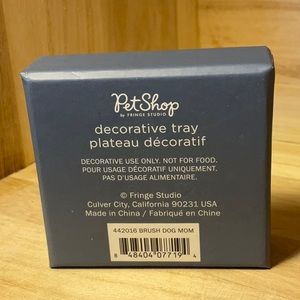 PetShop
by FRINGE STUDIO
decorative tray
plateau décoratif
DECORATIVE USE ONLY. NOT FOR FOOD.
POUR USAGE DÉCORATIF UNIQUEMENT.
PAS D'USAGE ALIMENTAIRE.
© Fringe Studio
Culver City, California 90231 USA
Made in China / Fabriqué en Chine
442016 BRUSH DOG MOM
8 48404 07719 4